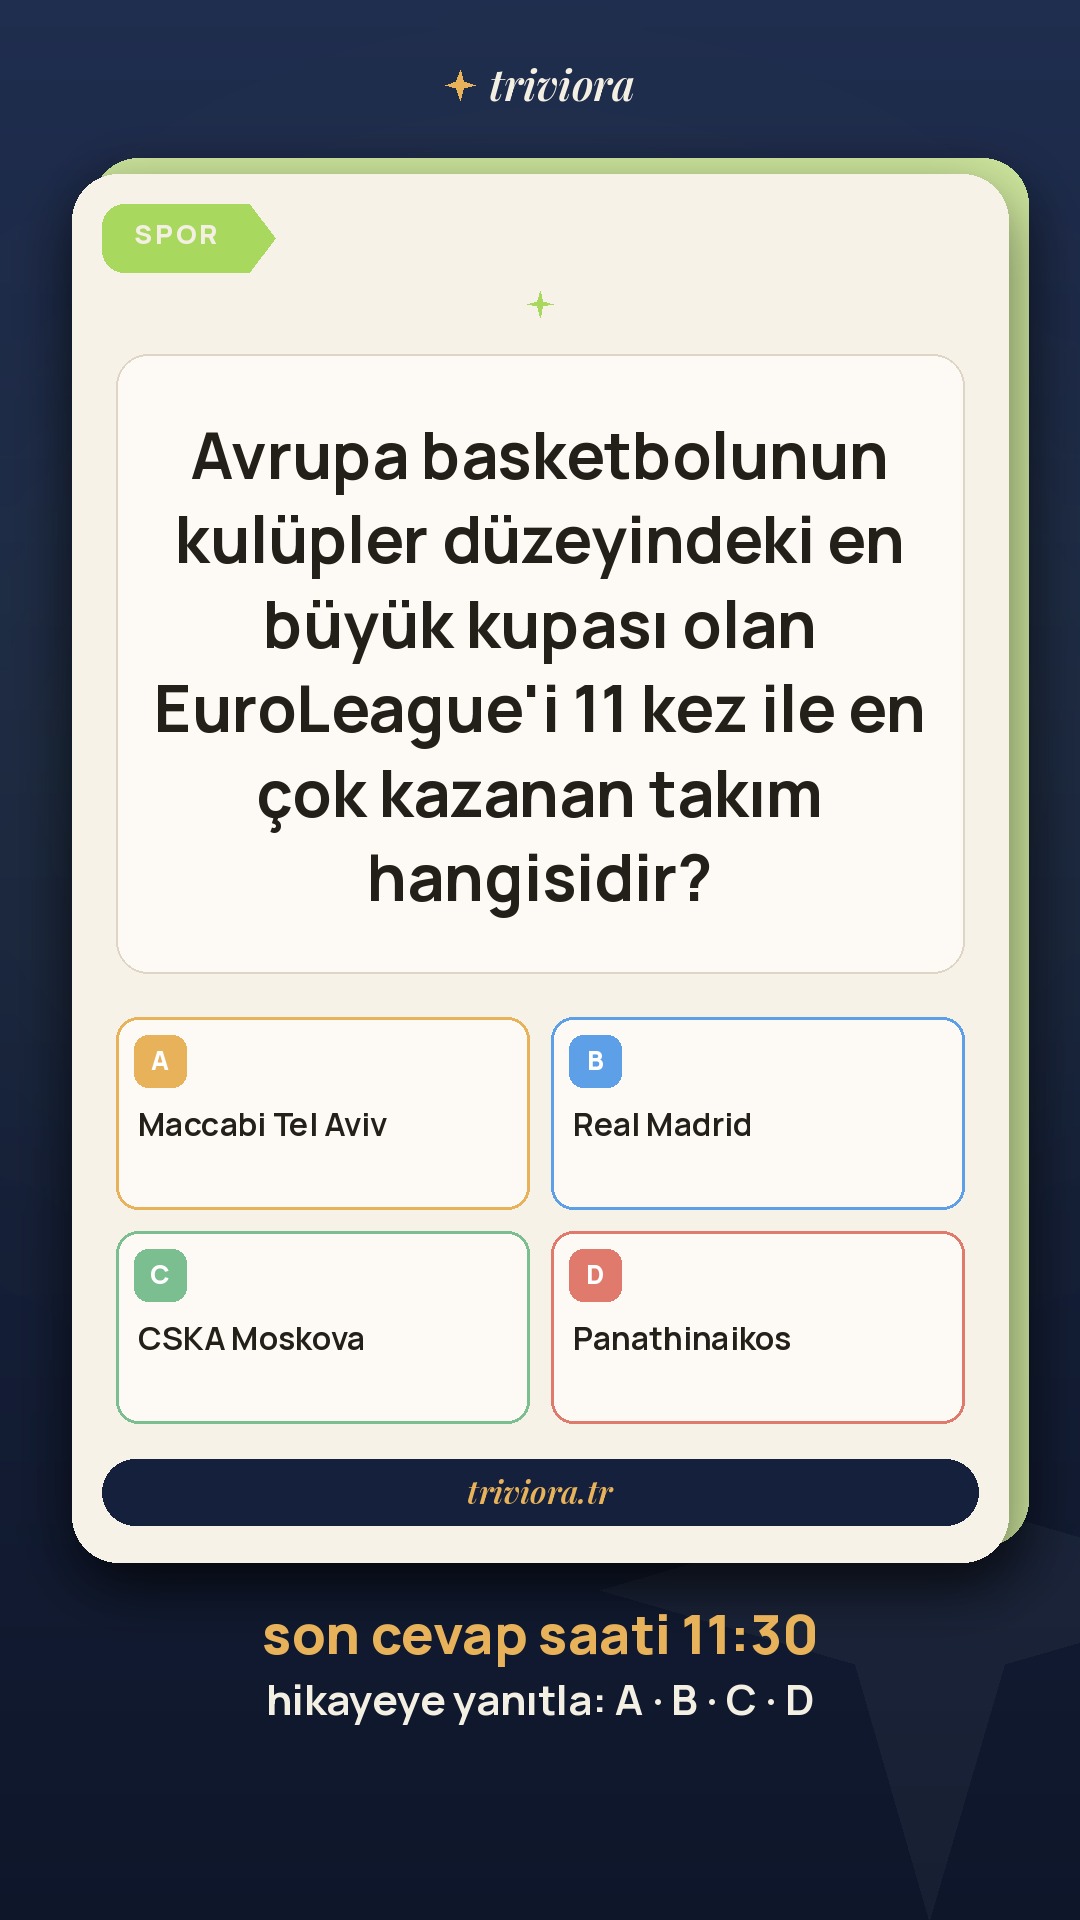 triviora
SPOR
Avrupa basketbolunun
kulüpler düzeyindeki en
büyük kupası olan
EuroLeague'i 11 kez ile en
çok kazanan takım
hangisidir?
A
Maccabi Tel Aviv
B
Real Madrid
C
CSKA Moskova
D
Panathinaikos
triviora.tr
son cevap saati 11:30
hikayeye yanıtla: A · B · C · D